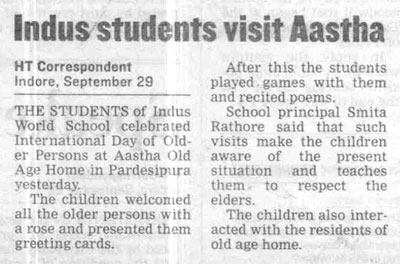 Indus students visit Aastha
HT Correspondent
Indore, September 29
THE STUDENTS of Indus
World School celebrated
International Day of Old-
er Persons at Aastha Old
Age Home in Pardesipura
yesterday.
The children welcomed
all the older persons with
a rose and presented them
greeting cards.
After this the students
played games with them
and recited poems.
School principal Smita
Rathore said that such
visits make the children
aware of the present
situation and teaches
them to respect the
elders.
The children also inter-
acted with the residents of
old age home.